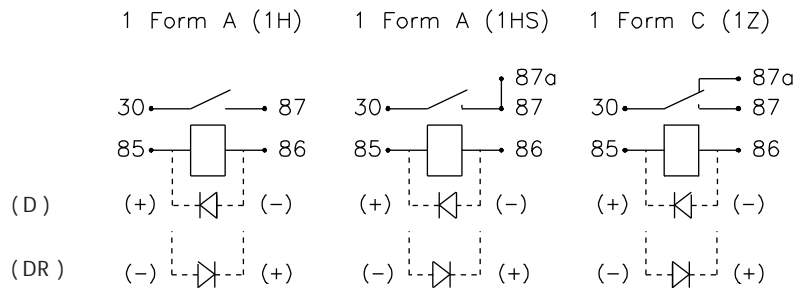 1 Form A (1H) 1 Form A (1HS) 1 Form C (1Z)
87a 87a
30 87 30 87 30 87
85 86 85 86 85 86
(D) (+) (−) (+) (−) (+) (−)
(DR) (−) (+) (−) (+) (−) (+)